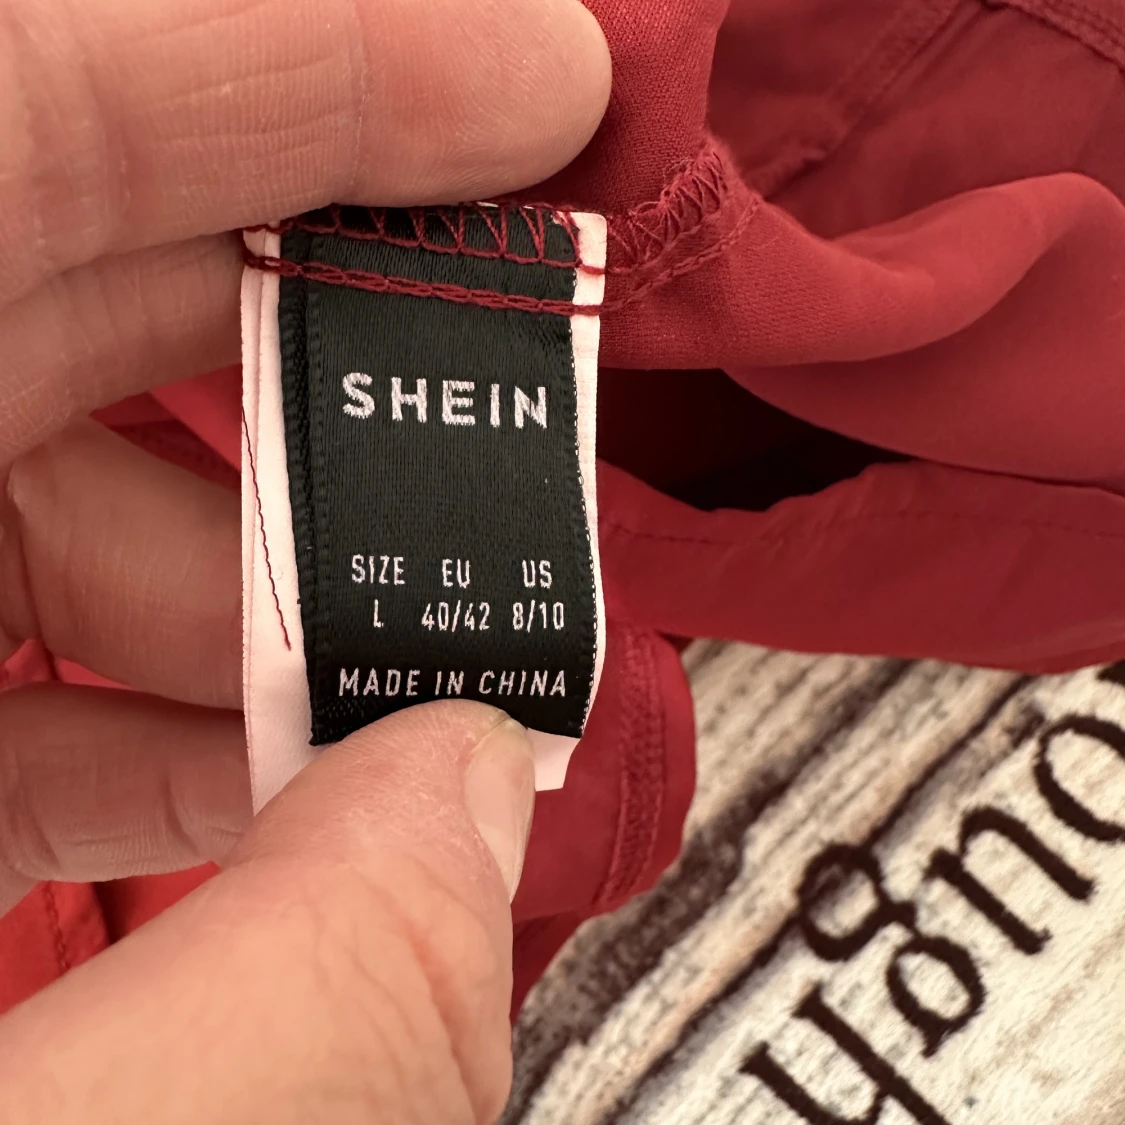 SHEIN
SIZE EU US
L 40/42 8/10
MADE IN CHINA